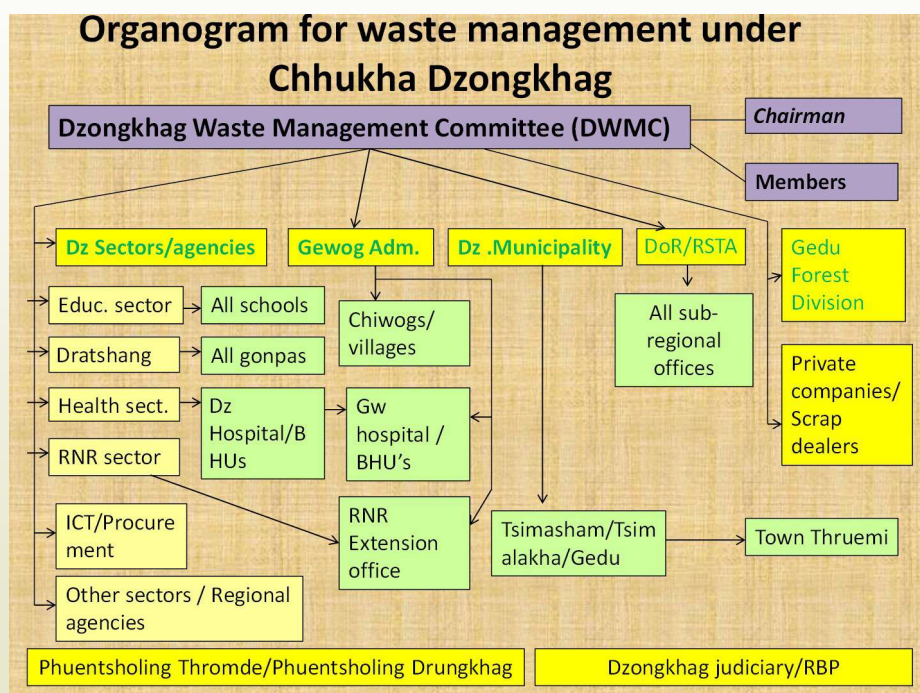 Organogram for waste management under
Chhukha Dzongkhag
Dzongkhag Waste Management Committee (DWMC)
Chairman
Members
Dz Sectors/agencies
Gewog Adm.
Dz .Municipality
DoR/RSTA
Gedu
Forest
Division
Educ. sector
All schools
Chiwogs/
villages
All sub-
regional
offices
Dratshang
All gonpas
Private
companies/
Scrap
dealers
Health sect.
Dz
Hospital/B
HUs
Gw
hospital /
BHU's
RNR sector
ICT/Procure
ment
RNR
Extension
office
Tsimasham/Tsim
alakha/Gedu
Town Thruemi
Other sectors / Regional
agencies
Phuentsholing Thromde/Phuentsholing Drungkhag
Dzongkhag judiciary/RBP